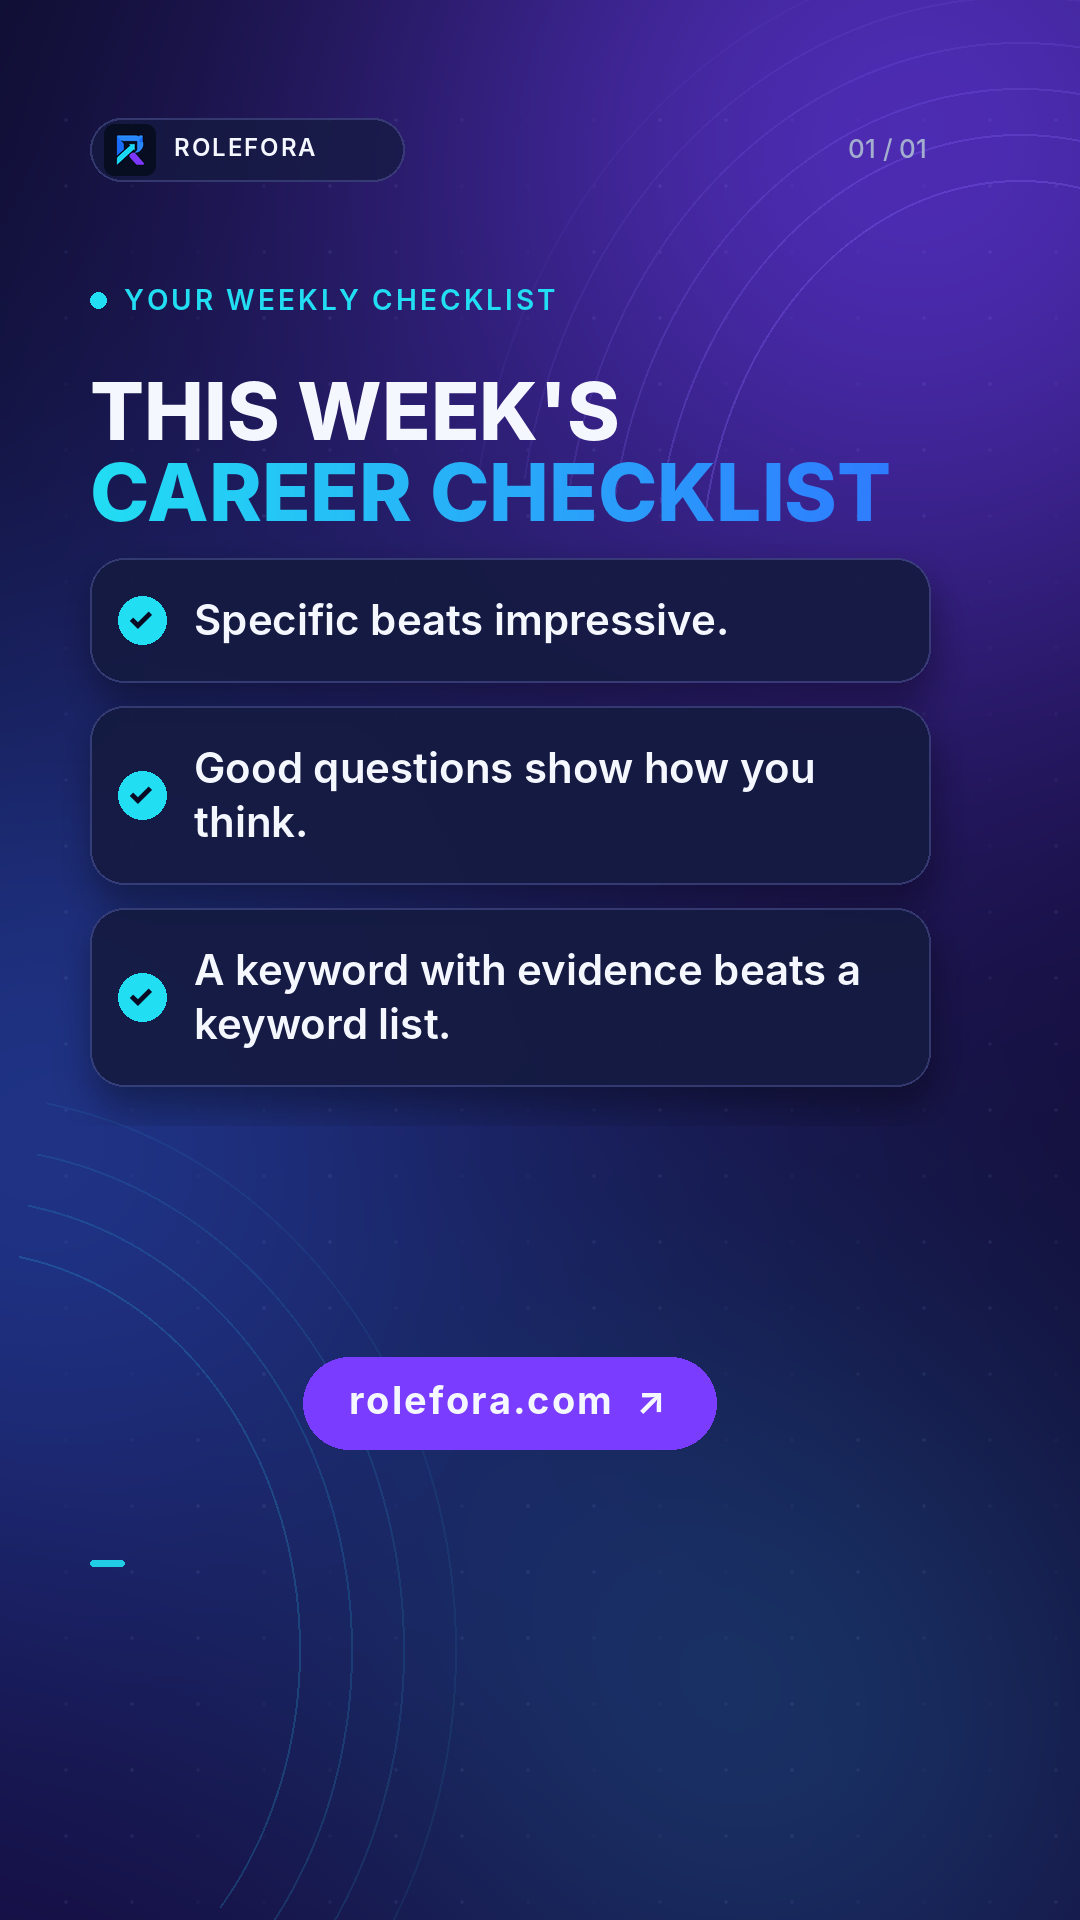 ROLEFORA
01 / 01
YOUR WEEKLY CHECKLIST
THIS WEEK'S
CAREER CHECKLIST
Specific beats impressive.
Good questions show how you
think.
A keyword with evidence beats a
keyword list.
rolefora.com